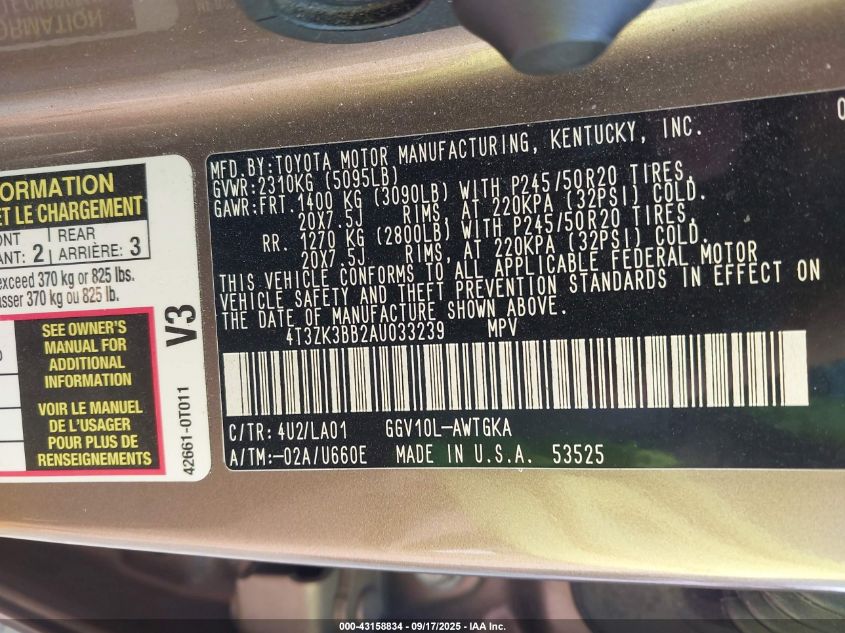 ORMATION
ET LE CHARGEMENT
ONT
ANT: 2
REAR
ARRIÈRE: 3
exceed 370 kg or 825 lbs.
asser 370 kg ou 825 lb.
SEE OWNER'S
MANUAL FOR
ADDITIONAL
INFORMATION
VOIR LE MANUEL
DE L'USAGER
POUR PLUS DE
RENSEIGNEMENTS
V3
42661-0T011
MFD.BY:TOYOTA MOTOR MANUFACTURING, KENTUCKY, INC.
GVWR:2310KG (5095LB)
GAWR:FRT.1400 KG (3090LB) WITH P245/50R20 TIRES,
20X7.5J RIMS, AT 220KPA (32PSI) COLD.
RR. 1270 KG (2800LB) WITH P245/50R20 TIRES,
20X7.5J RIMS, AT 220KPA (32PSI) COLD.
THIS VEHICLE CONFORMS TO ALL APPLICABLE FEDERAL MOTOR
VEHICLE SAFETY AND THEFT PREVENTION STANDARDS IN EFFECT ON
THE DATE OF MANUFACTURE SHOWN ABOVE.
4T3ZK3BB2AU033239 MPV
C/TR: 4U2/LA01 GGV10L-AWTGKA
A/TM:-02A/U660E MADE IN U.S.A. 53525
000-43158834 - 09/17/2025 - IAA Inc.